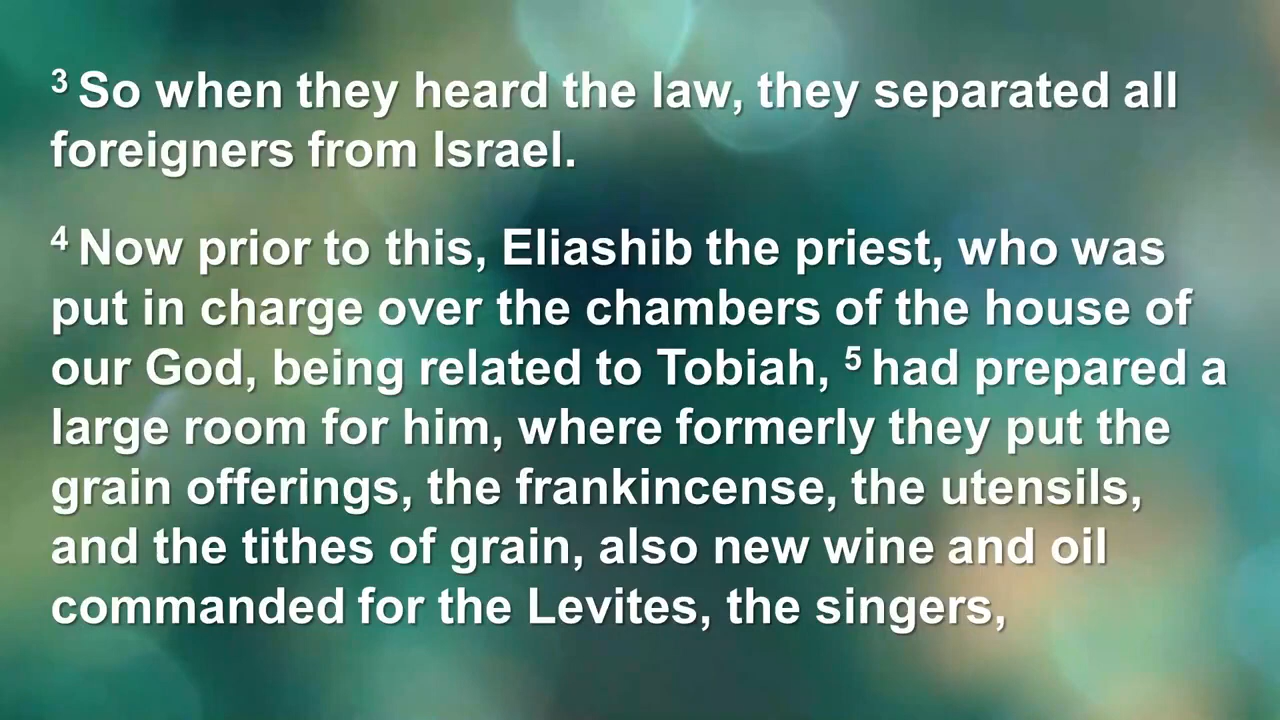 3 So when they heard the law, they separated all
foreigners from Israel.
4 Now prior to this, Eliashib the priest, who was
put in charge over the chambers of the house of
our God, being related to Tobiah, 5 had prepared a
large room for him, where formerly they put the
grain offerings, the frankincense, the utensils,
and the tithes of grain, also new wine and oil
commanded for the Levites, the singers,